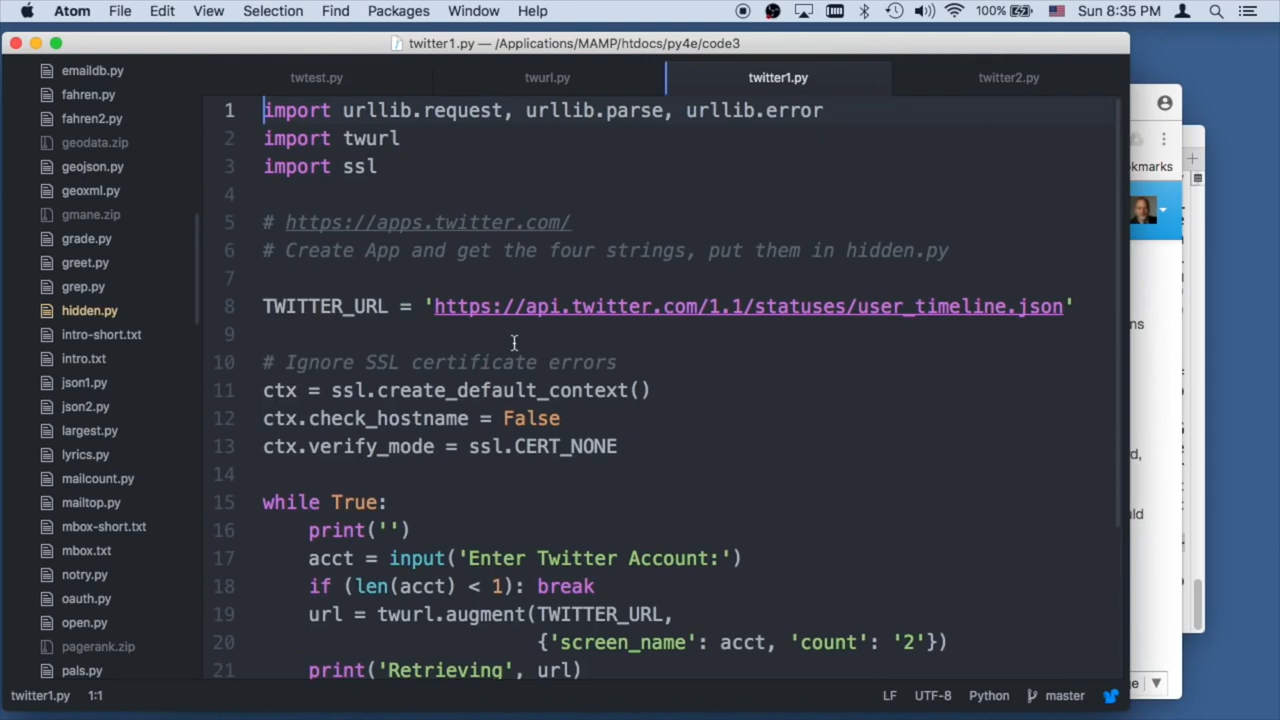 Atom File Edit View Selection Find Packages Window Help 100% Sun 8:35 PM
twitter1.py — /Applications/MAMP/htdocs/py4e/code3
twtest.py twurl.py twitter1.py twitter2.py
emaildb.py
fahren.py
fahren2.py
geodata.zip
geojson.py
geoxml.py
gmane.zip
grade.py
greet.py
grep.py
hidden.py
intro-short.txt
intro.txt
json1.py
json2.py
largest.py
lyrics.py
mailcount.py
mailtop.py
mbox-short.txt
mbox.txt
notry.py
oauth.py
open.py
pagerank.zip
pals.py
1 import urllib.request, urllib.parse, urllib.error
2 import twurl
3 import ssl
4
5 # https://apps.twitter.com/
6 # Create App and get the four strings, put them in hidden.py
7
8 TWITTER_URL = 'https://api.twitter.com/1.1/statuses/user_timeline.json'
9
10 # Ignore SSL certificate errors
11 ctx = ssl.create_default_context()
12 ctx.check_hostname = False
13 ctx.verify_mode = ssl.CERT_NONE
14
15 while True:
16     print('')
17     acct = input('Enter Twitter Account:')
18     if (len(acct) < 1): break
19     url = twurl.augment(TWITTER_URL,
20                         {'screen_name': acct, 'count': '2'})
21     print('Retrieving', url)
twitter1.py 1:1 LF UTF-8 Python master
okmarks
ns
d,
uld
e